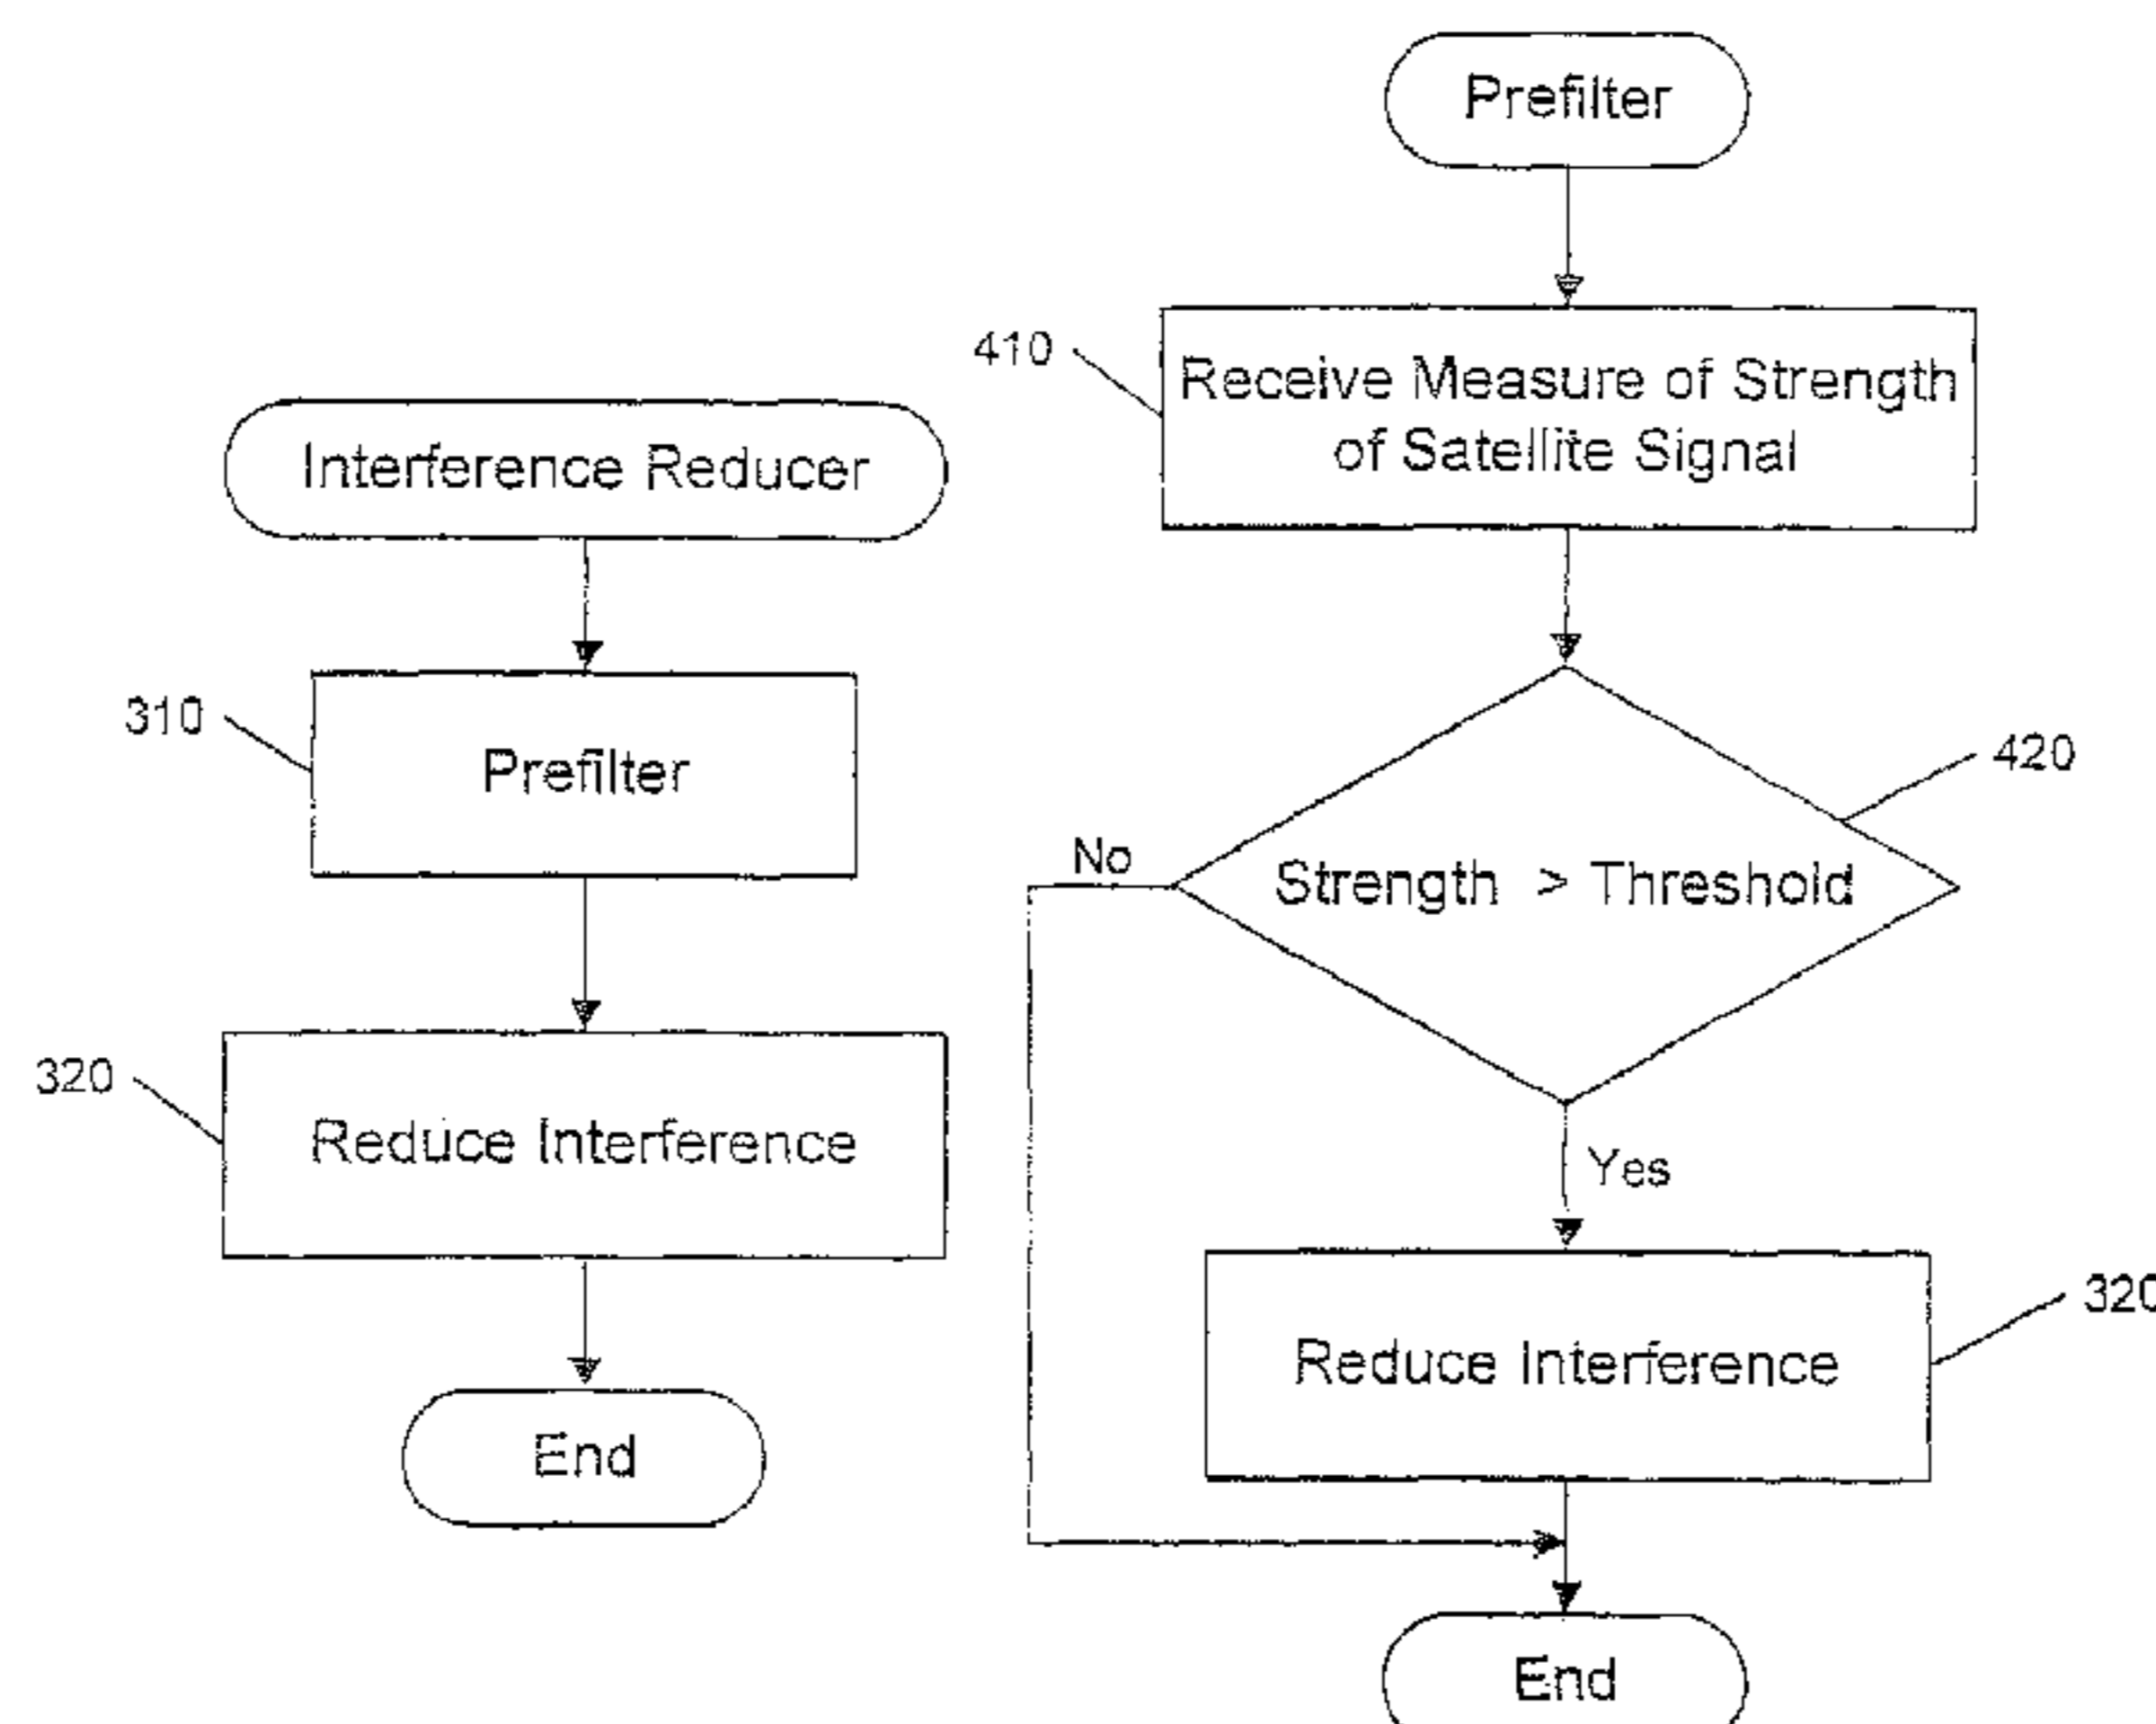 Interference Reducer
310
Prefilter
320
Reduce Interference
End
Prefilter
410
Receive Measure of Strength
of Satellite Signal
420
Strength > Threshold
No
Yes
Reduce Interference
320
End